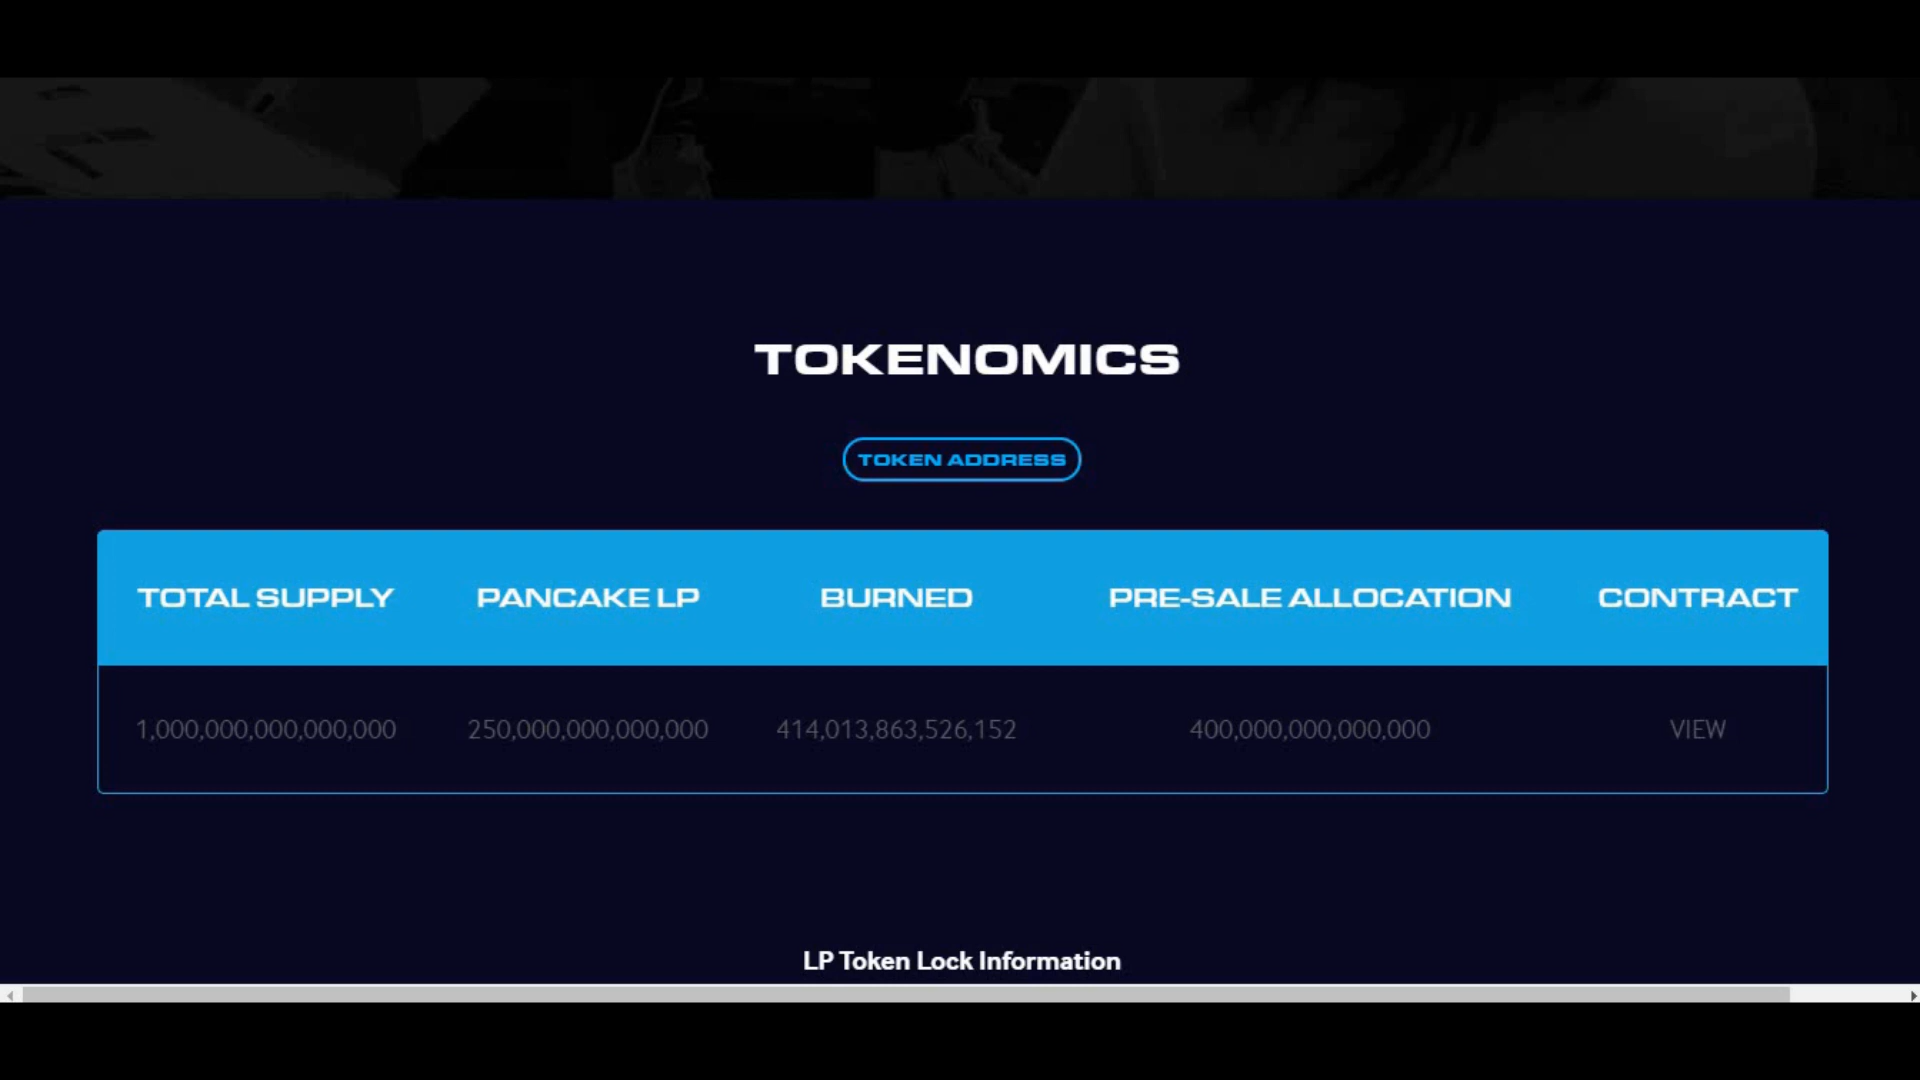 TOKENOMICS
TOKEN ADDRESS
TOTAL SUPPLY PANCAKE LP BURNED PRE-SALE ALLOCATION CONTRACT
1,000,000,000,000,000 250,000,000,000,000 414,013,863,526,152 400,000,000,000,000 VIEW
LP Token Lock Information